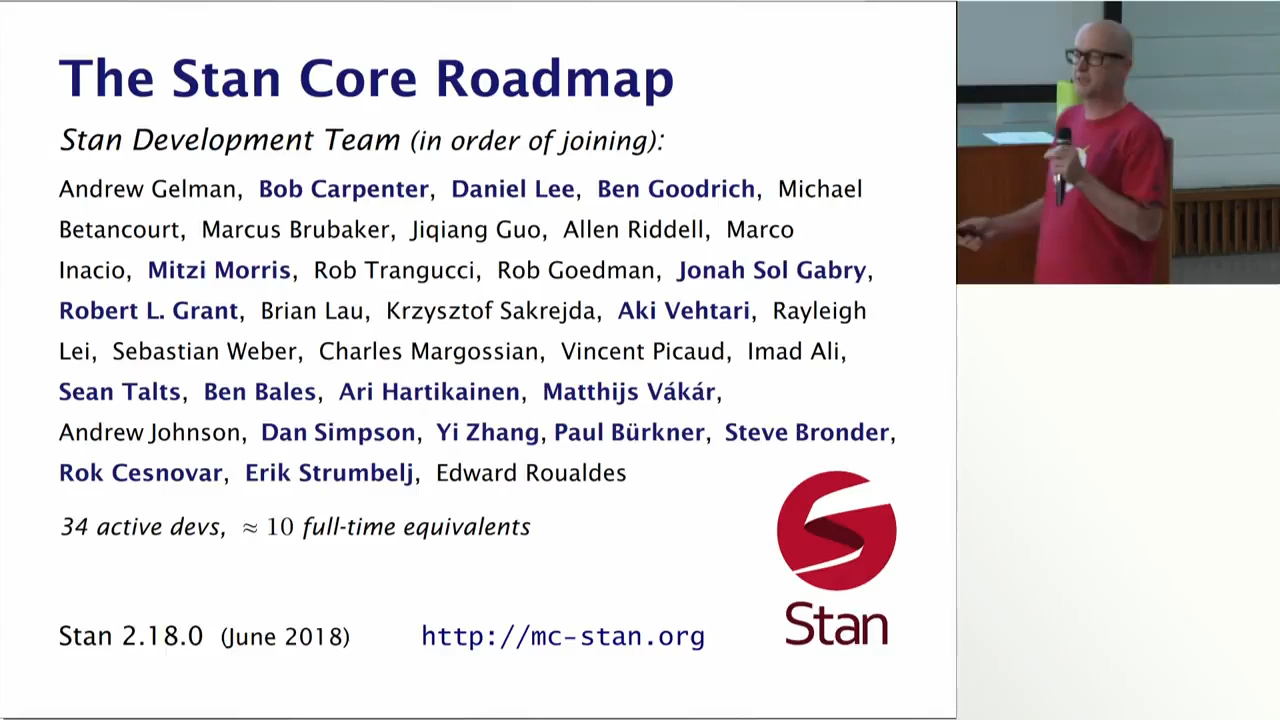 The Stan Core Roadmap
Stan Development Team (in order of joining):
Andrew Gelman, Bob Carpenter, Daniel Lee, Ben Goodrich, Michael
Betancourt, Marcus Brubaker, Jiqiang Guo, Allen Riddell, Marco
Inacio, Mitzi Morris, Rob Trangucci, Rob Goedman, Jonah Sol Gabry,
Robert L. Grant, Brian Lau, Krzysztof Sakrejda, Aki Vehtari, Rayleigh
Lei, Sebastian Weber, Charles Margossian, Vincent Picaud, Imad Ali,
Sean Talts, Ben Bales, Ari Hartikainen, Matthijs Vákár,
Andrew Johnson, Dan Simpson, Yi Zhang, Paul Bürkner, Steve Bronder,
Rok Cesnovar, Erik Strumbelj, Edward Roualdes
34 active devs, ≈ 10 full-time equivalents
Stan
Stan 2.18.0 (June 2018) http://mc-stan.org